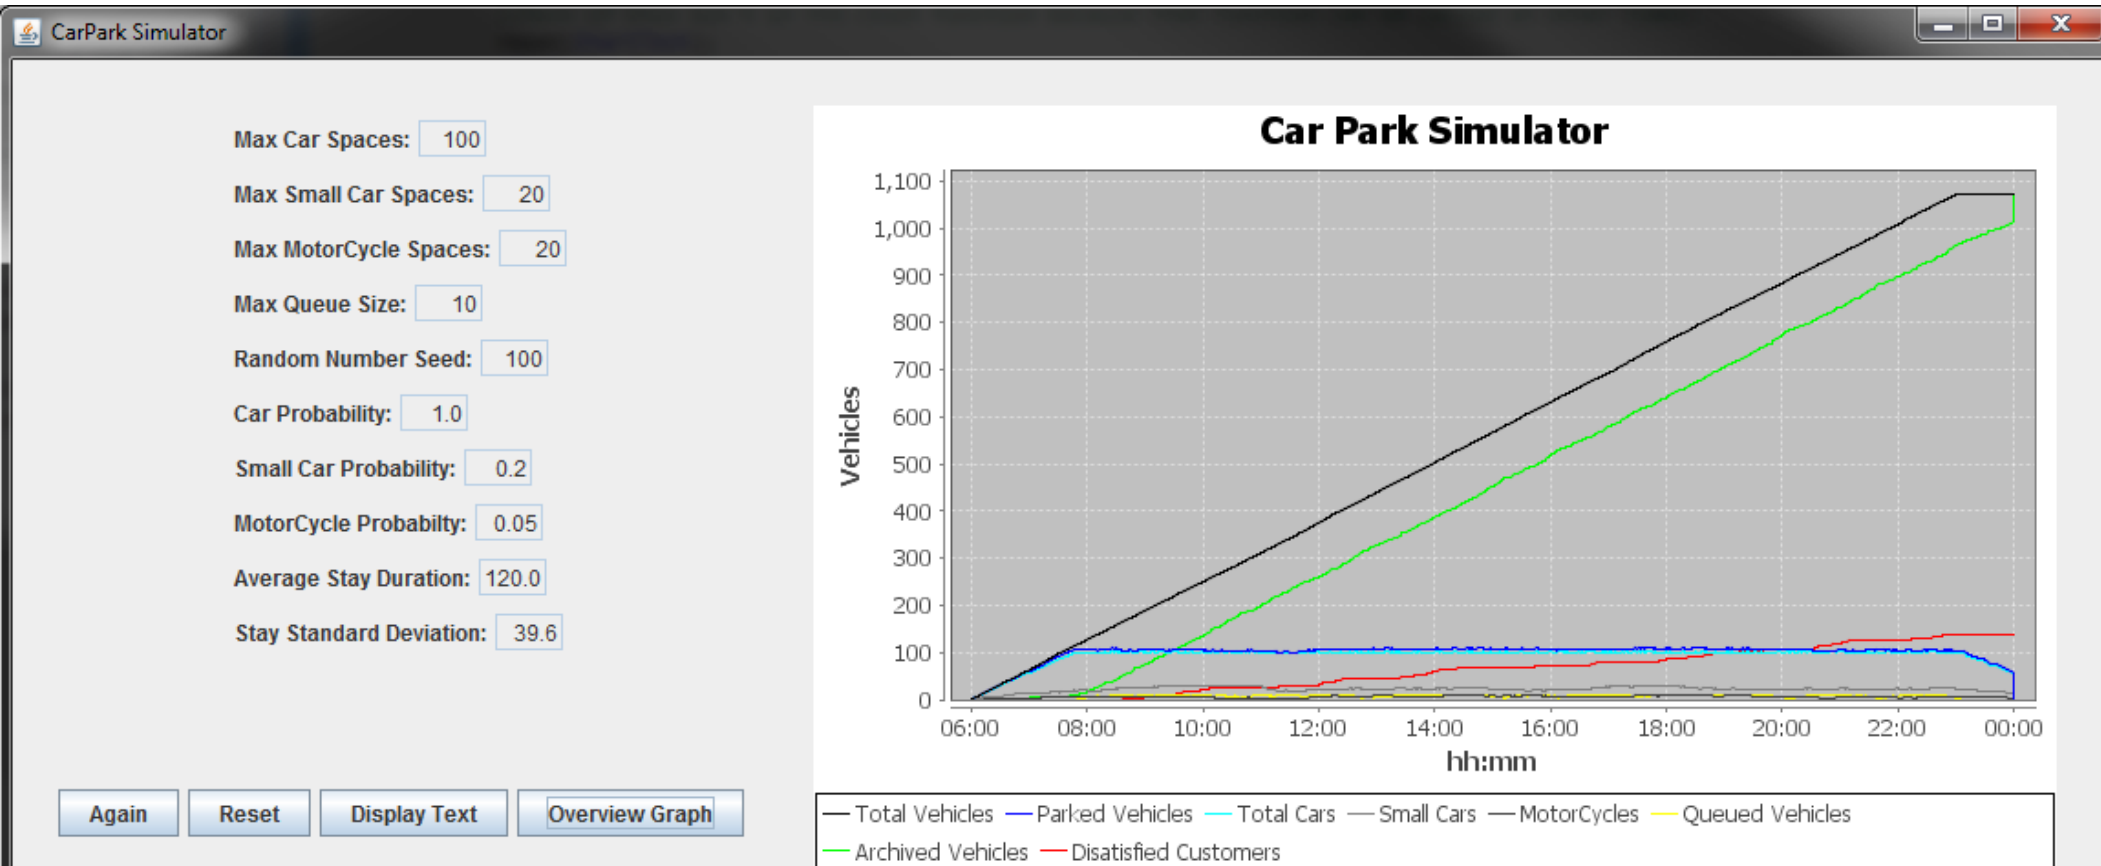 CarPark Simulator
Max Car Spaces: 100
Max Small Car Spaces: 20
Max MotorCycle Spaces: 20
Max Queue Size: 10
Random Number Seed: 100
Car Probability: 1.0
Small Car Probability: 0.2
MotorCycle Probabilty: 0.05
Average Stay Duration: 120.0
Stay Standard Deviation: 39.6
Again Reset Display Text Overview Graph
Car Park Simulator
Vehicles
1,100
1,000
900
800
700
600
500
400
300
200
100
0
06:00 08:00 10:00 12:00 14:00 16:00 18:00 20:00 22:00 00:00
hh:mm
Total Vehicles Parked Vehicles Total Cars Small Cars MotorCycles Queued Vehicles
Archived Vehicles Disatisfied Customers